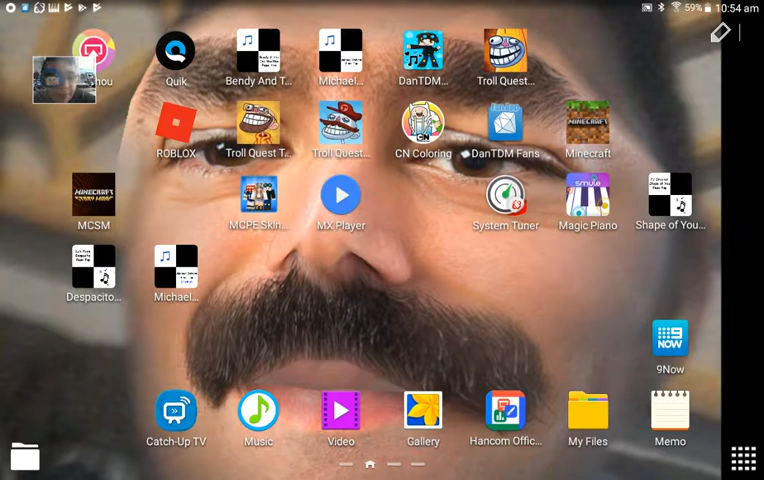 59% 10:54 am
hou
Quik
Bendy And T...
Michael...
DanTDM...
Troll Quest...
ROBLOX
Troll Quest T...
Troll Quest...
CN Coloring
DanTDM Fans
Minecraft
MCSM
MCPE Skin...
MX Player
System Tuner
Magic Piano
Shape of You...
Despacito...
Michael...
9Now
Catch-Up TV
Music
Video
Gallery
Hancom Offic...
My Files
Memo